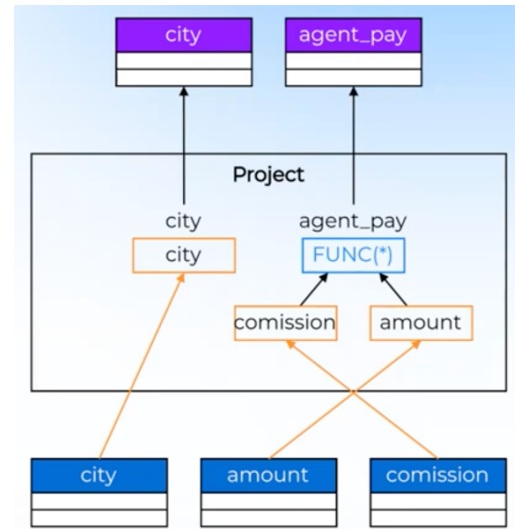 city agent_pay
Project
city agent_pay
city FUNC(*)
comission amount
city amount comission